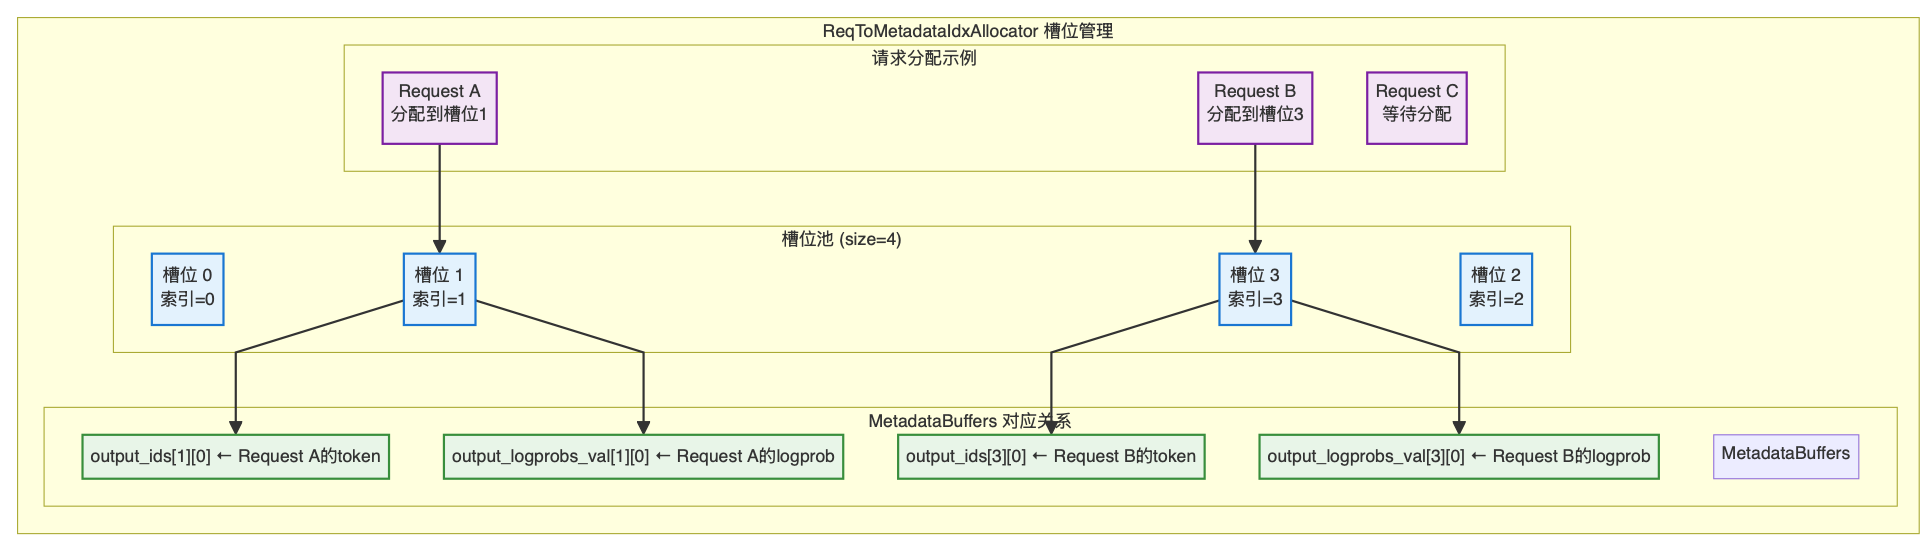 ReqToMetadataIdxAllocator 槽位管理
请求分配示例
Request A
分配到槽位1
Request B
分配到槽位3
Request C
等待分配
槽位池 (size=4)
槽位 0
索引=0
槽位 1
索引=1
槽位 3
索引=3
槽位 2
索引=2
MetadataBuffers 对应关系
output_ids[1][0] ← Request A的token
output_logprobs_val[1][0] ← Request A的logprob
output_ids[3][0] ← Request B的token
output_logprobs_val[3][0] ← Request B的logprob
MetadataBuffers